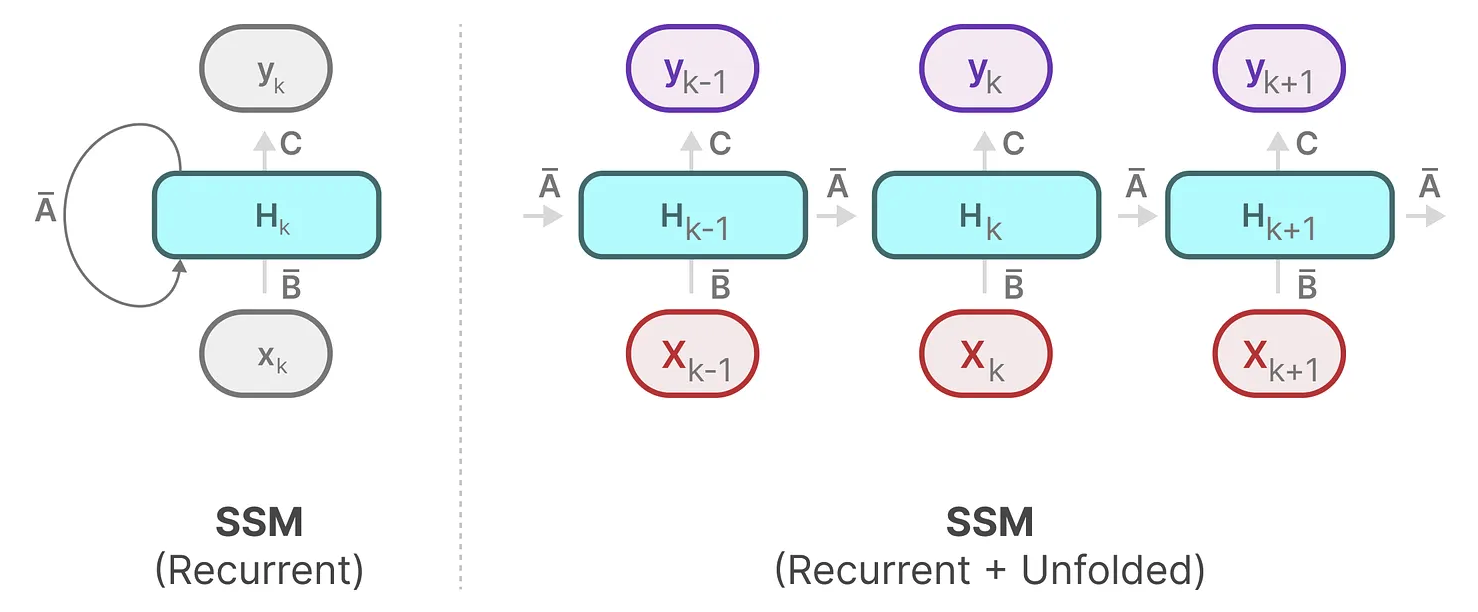 yk
C
Ā
Hk
B̄
xk
SSM
(Recurrent)
yk-1 yk yk+1
C C C
Ā Ā Ā Ā
Hk-1 Hk Hk+1
B̄ B̄ B̄
Xk-1 Xk Xk+1
SSM
(Recurrent + Unfolded)